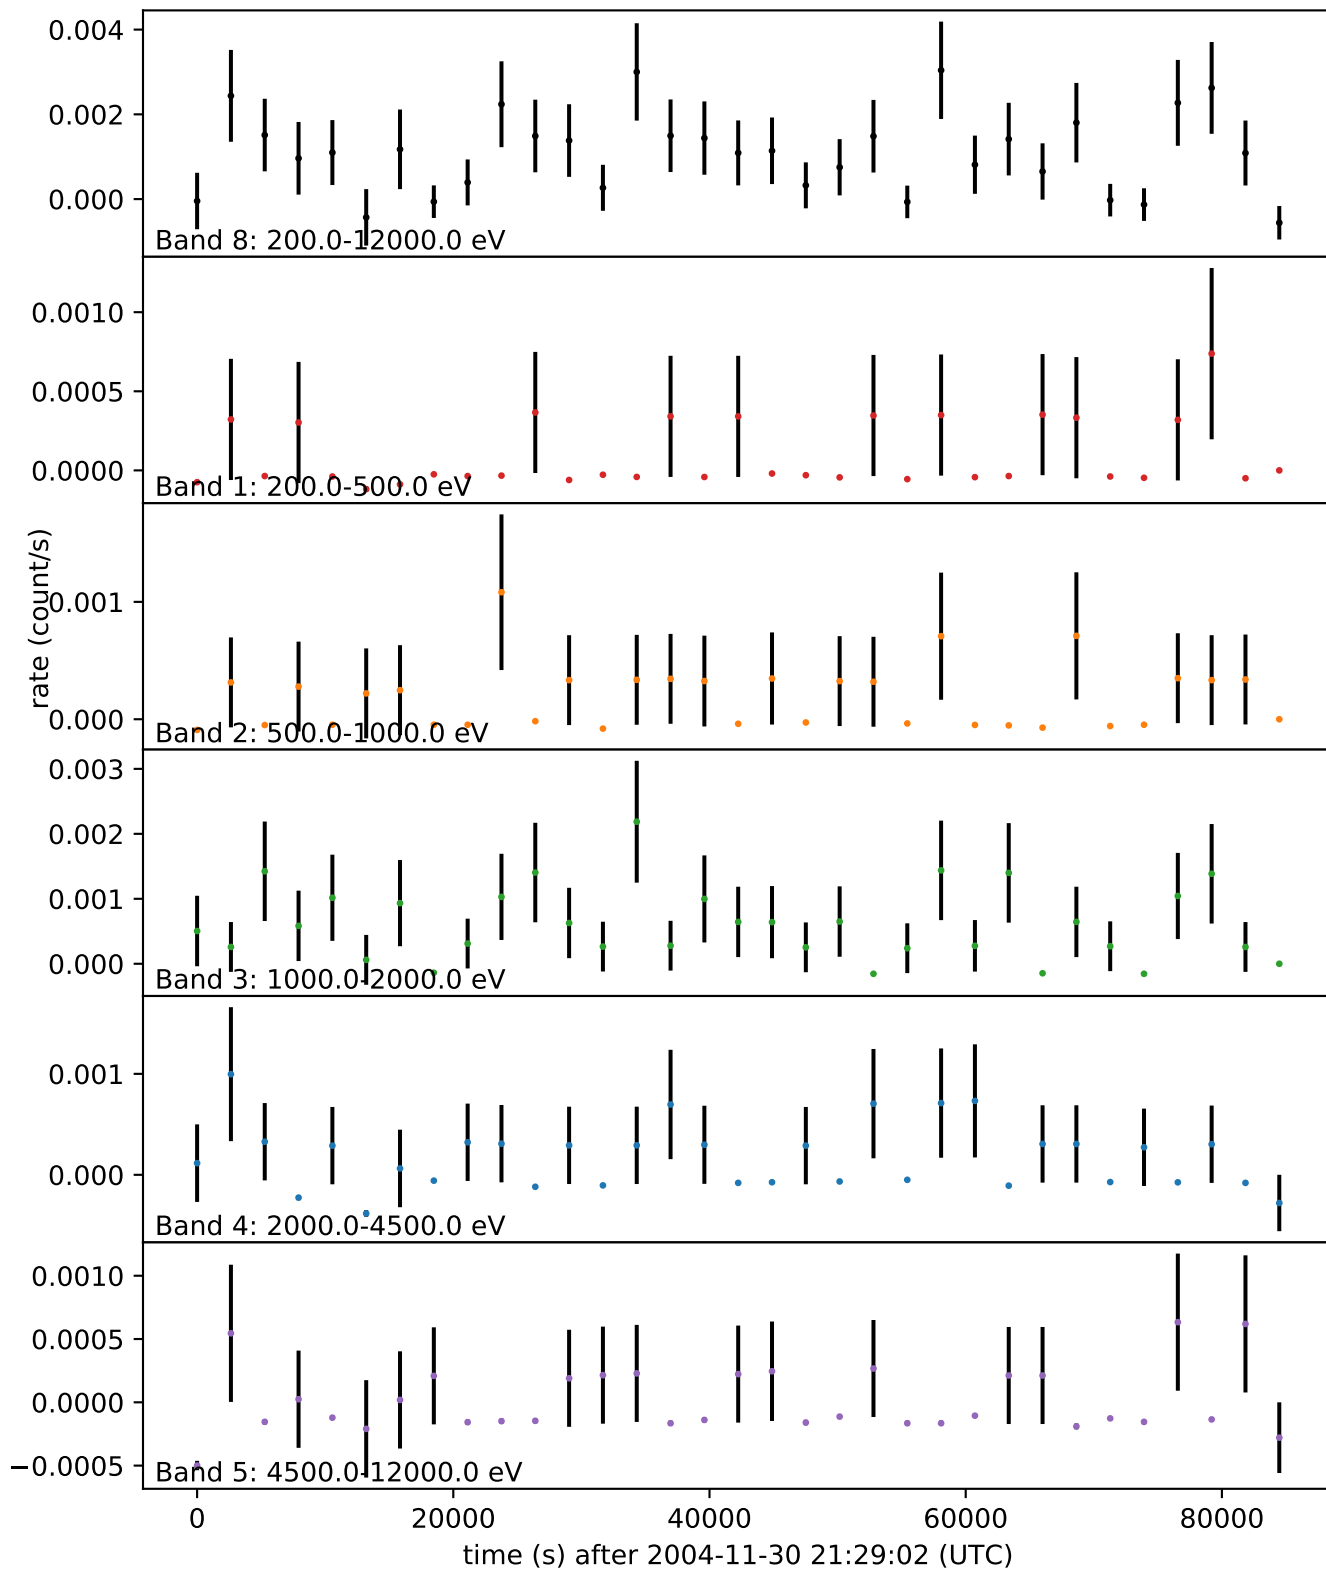 0.004
0.002
0.000
Band 8: 200.0-12000.0 eV
0.0010
0.0005
0.0000
Band 1: 200.0-500.0 eV
rate (count/s)
0.001
0.000
Band 2: 500.0-1000.0 eV
0.003
0.002
0.001
0.000
Band 3: 1000.0-2000.0 eV
0.001
0.000
Band 4: 2000.0-4500.0 eV
0.0010
0.0005
0.0000
−0.0005
Band 5: 4500.0-12000.0 eV
0 20000 40000 60000 80000
time (s) after 2004-11-30 21:29:02 (UTC)